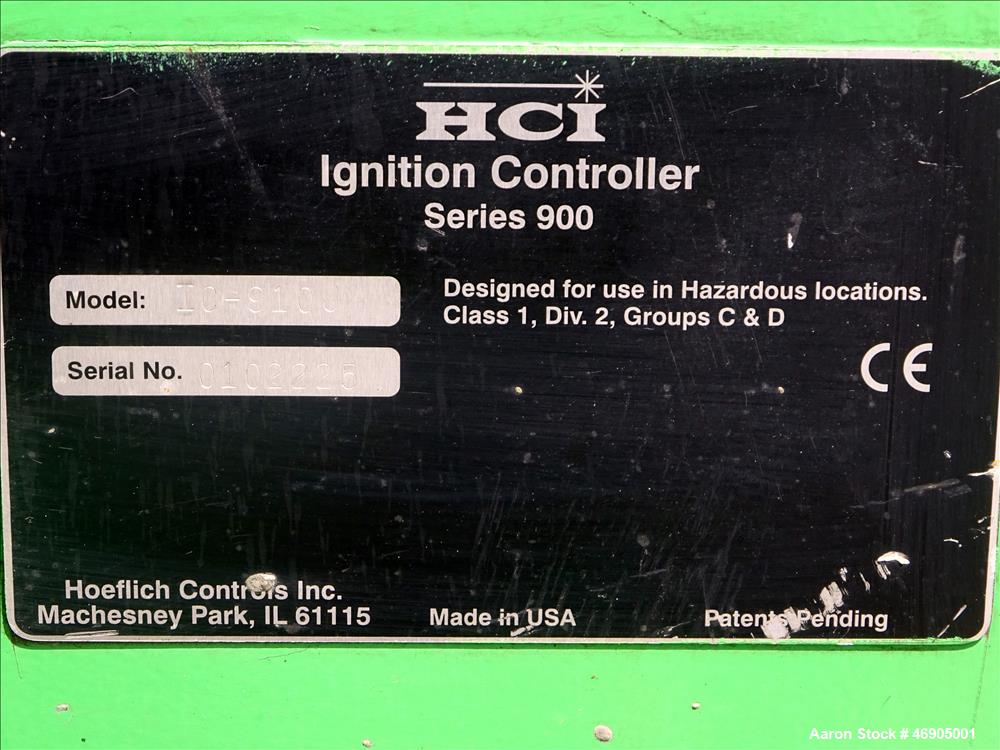 HCI
Ignition Controller
Series 900
Model: IC-9100
Designed for use in Hazardous locations.
Class 1, Div. 2, Groups C & D
Serial No. 0102225
CE
Hoeflich Controls Inc.
Machesney Park, IL 61115
Made in USA
Patents Pending
Aaron Stock # 46905001